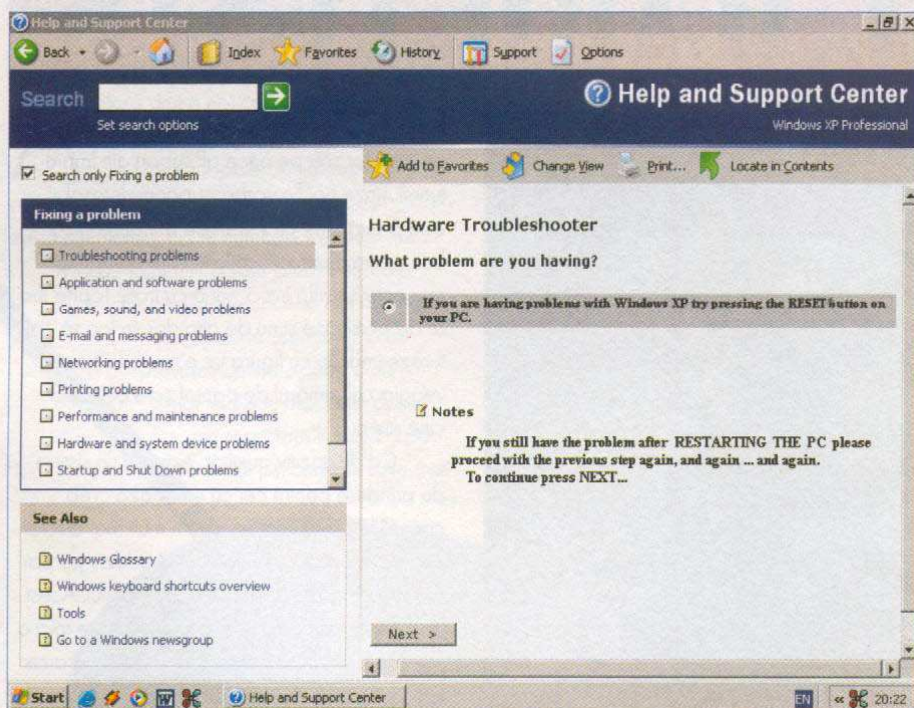 Help and Support Center
Back
Index
Favorites
History
Support
Options
Search
Set search options
Help and Support Center
Windows XP Professional
Search only Fixing a problem
Add to Favorites
Change View
Print...
Locate in Contents
Fixing a problem
Troubleshooting problems
Application and software problems
Games, sound, and video problems
E-mail and messaging problems
Networking problems
Printing problems
Performance and maintenance problems
Hardware and system device problems
Startup and Shut Down problems
See Also
Windows Glossary
Windows keyboard shortcuts overview
Tools
Go to a Windows newsgroup
Hardware Troubleshooter
What problem are you having?
If you are having problems with Windows XP try pressing the RESET button on
your PC.
Notes
If you still have the problem after RESTARTING THE PC please
proceed with the previous step again, and again ... and again.
To continue press NEXT...
Next >
Start
Help and Support Center
EN
« 20:22